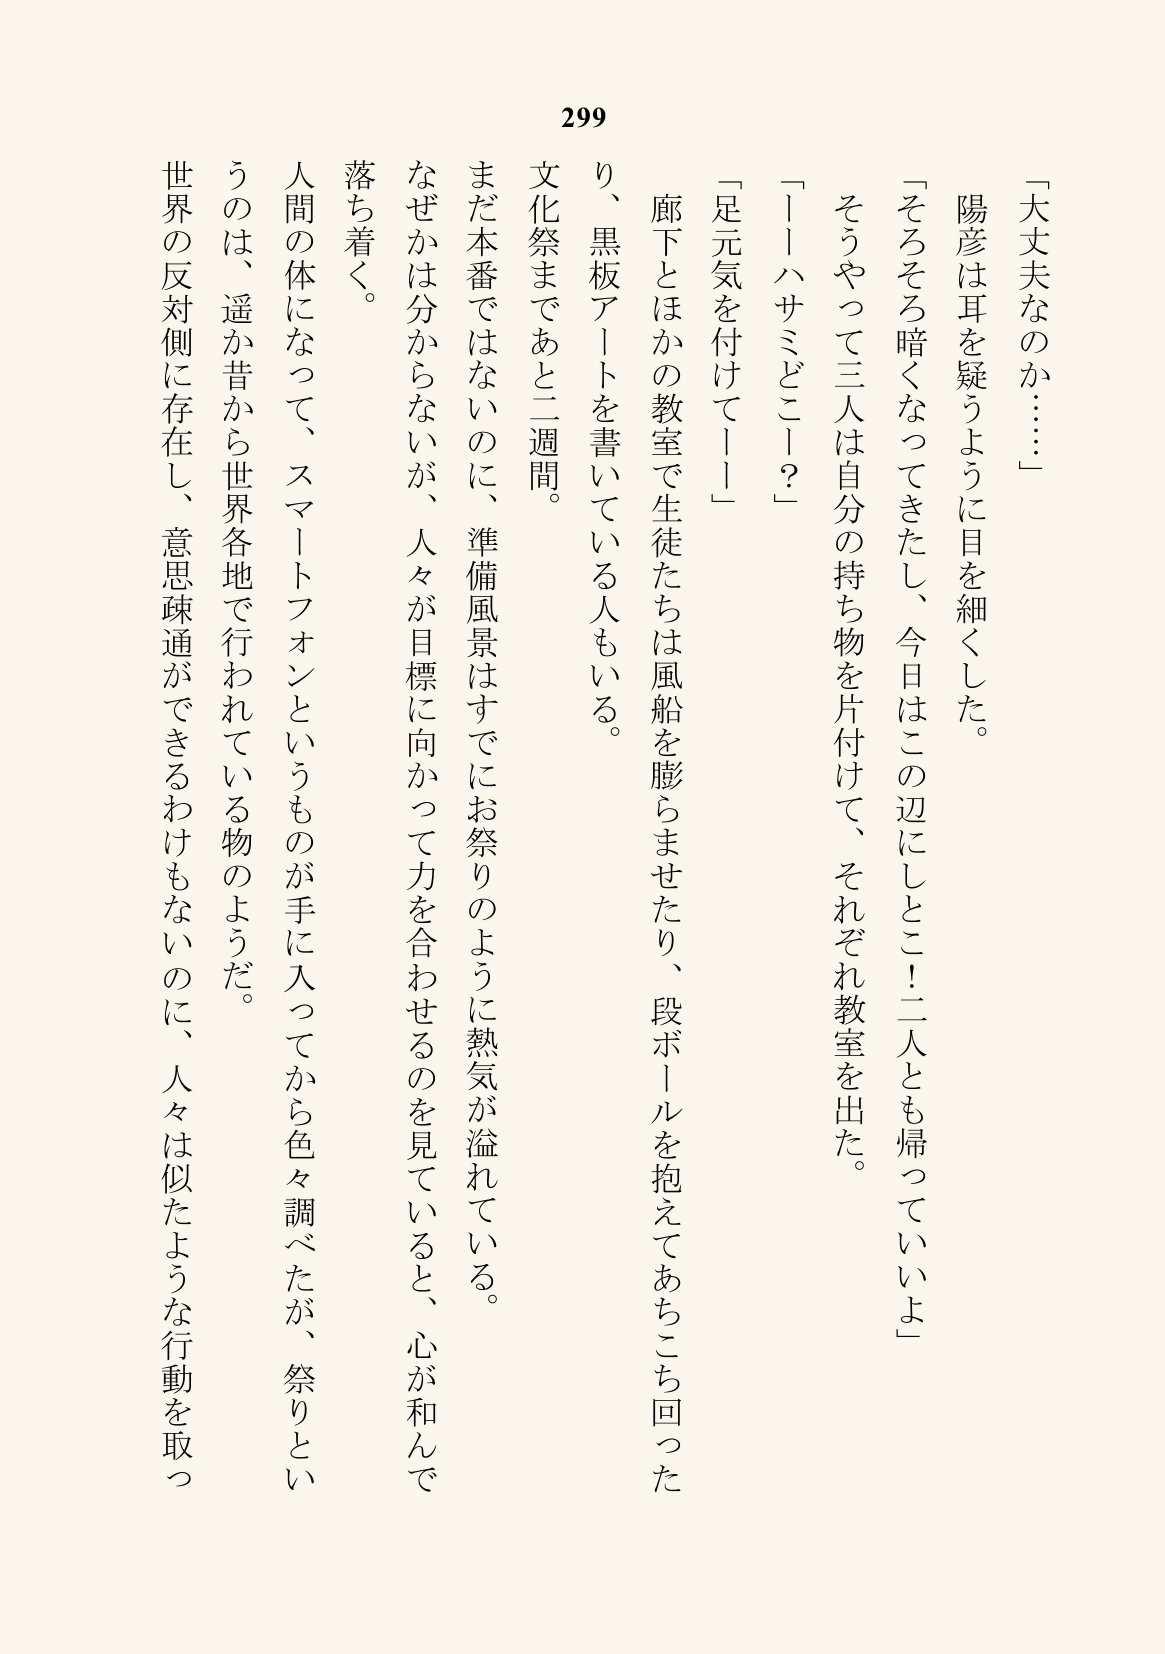 299
「大丈夫なのか……」
　陽彦は耳を疑うように目を細くした。
「そろそろ暗くなってきたし、今日はこの辺にしとこ！二人とも帰っていいよ」
　そうやって三人は自分の持ち物を片付けて、それぞれ教室を出た。
「ーーハサミどこー？」
「足元気を付けてーー」
　廊下とほかの教室で生徒たちは風船を膨らませたり、段ボールを抱えてあちこち回った
り、黒板アートを書いている人もいる。
文化祭まであと二週間。
まだ本番ではないのに、準備風景はすでにお祭りのように熱気が溢れている。
なぜかは分からないが、人々が目標に向かって力を合わせるのを見ていると、心が和んで
落ち着く。
人間の体になって、スマートフォンというものが手に入ってから色々調べたが、祭りとい
うのは、遥か昔から世界各地で行われている物のようだ。
世界の反対側に存在し、意思疎通ができるわけもないのに、人々は似たような行動を取っ